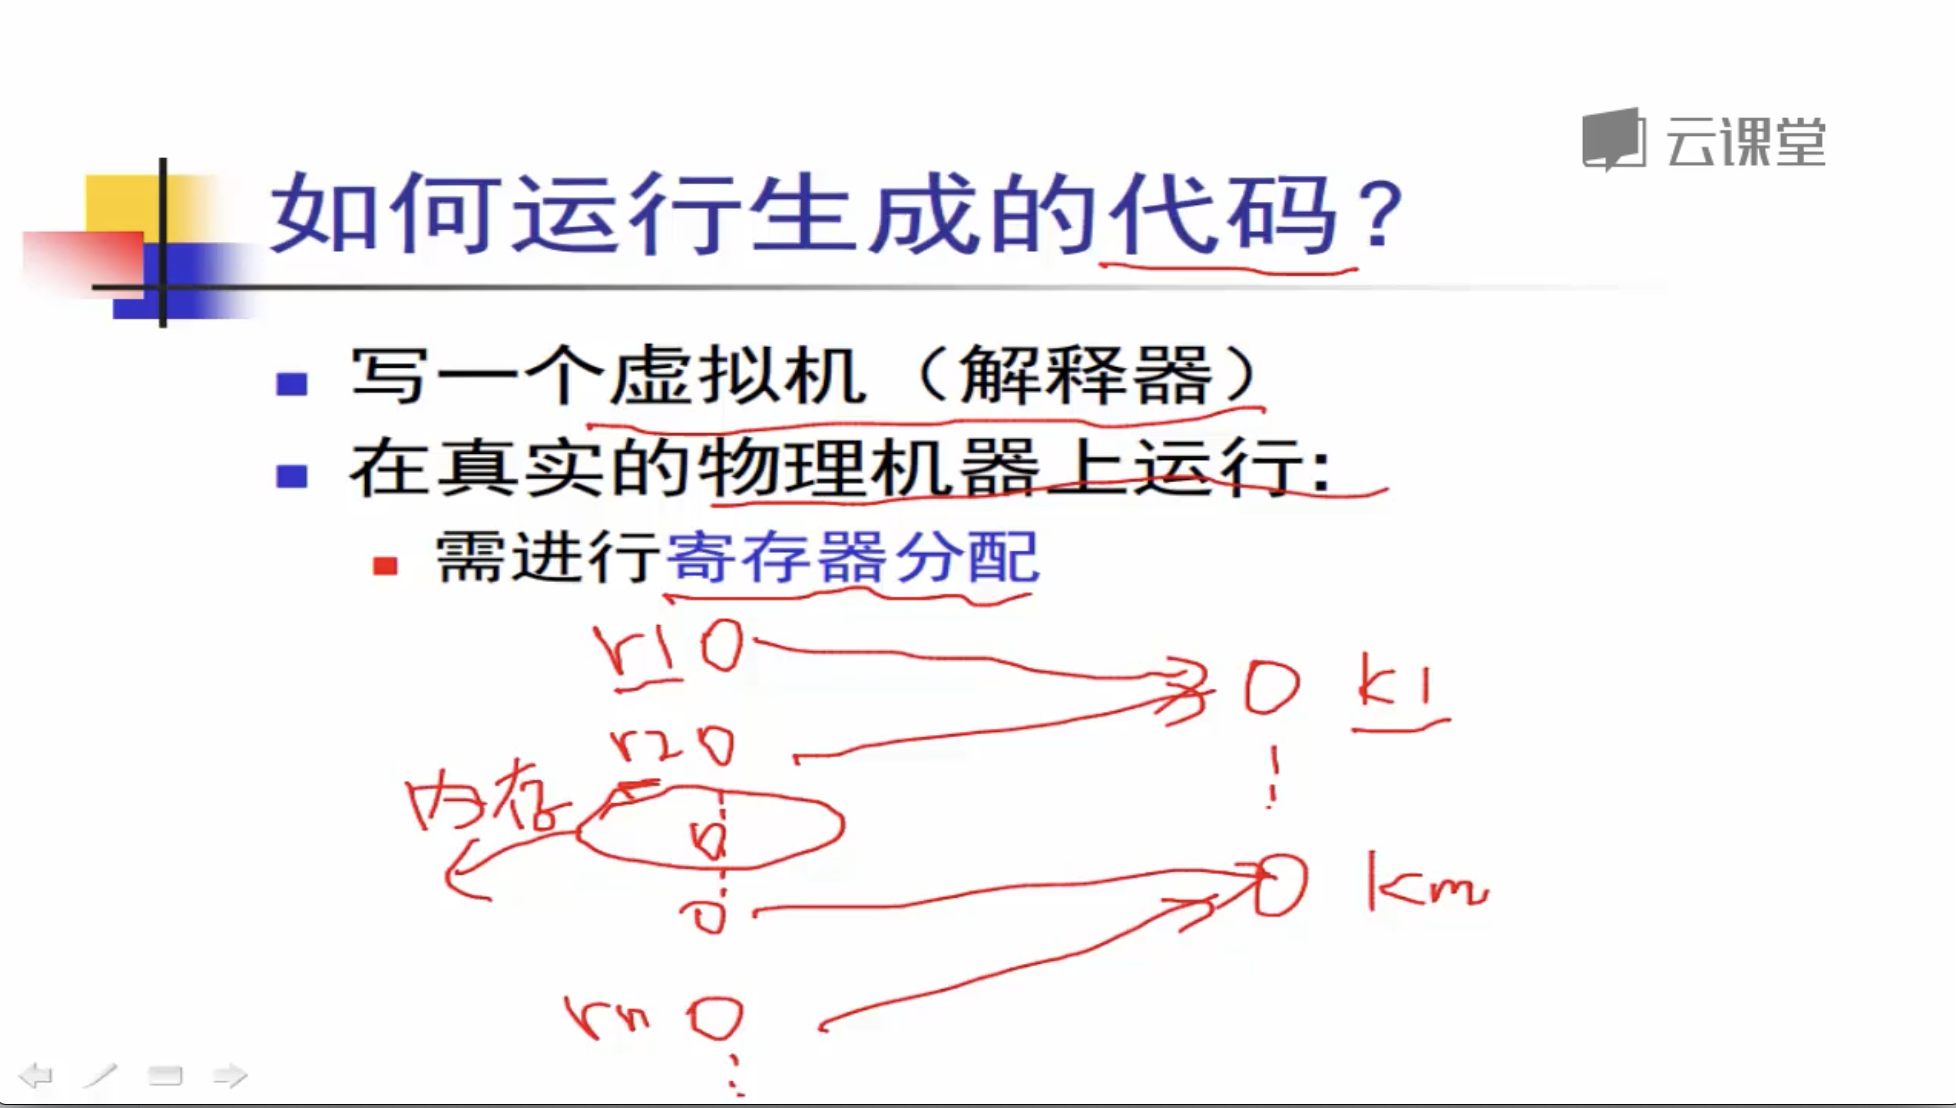 云课堂
如何运行生成的代码?
写一个虚拟机（解释器）
在真实的物理机器上运行:
需进行寄存器分配
r1
k1
r2
内存
km
rn